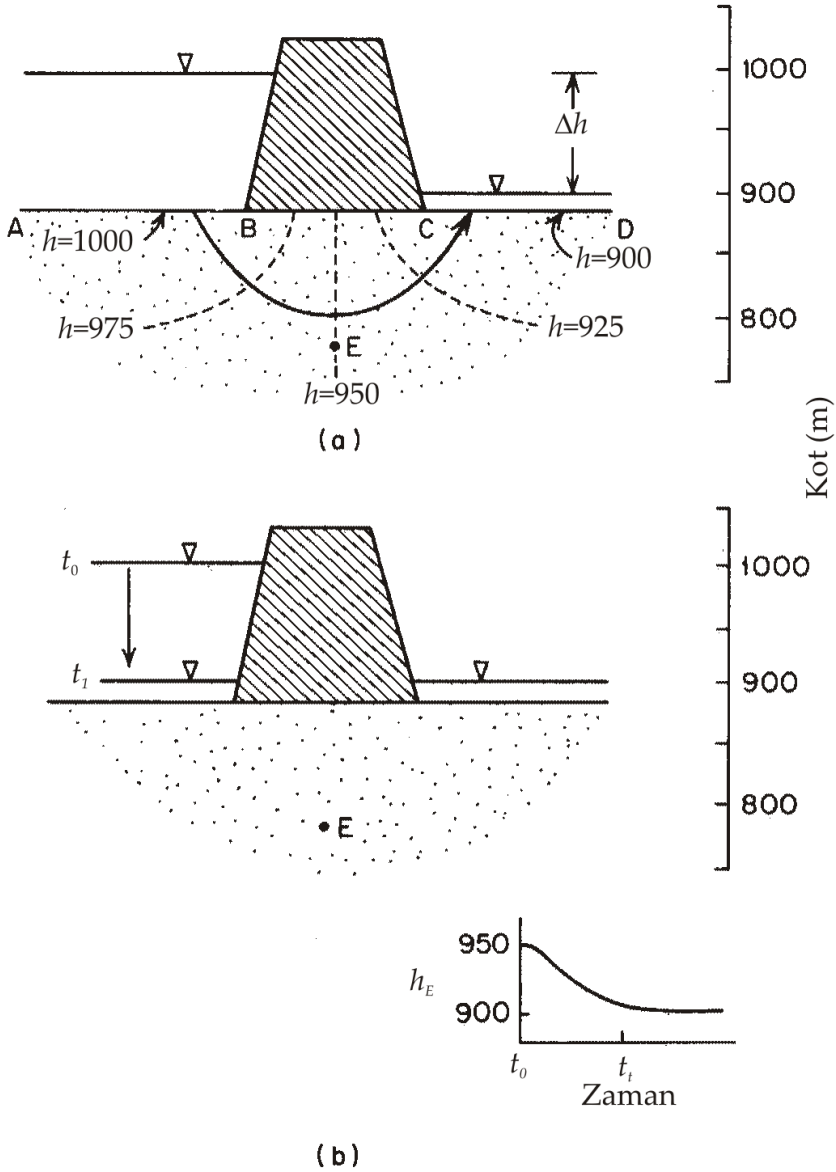 1000
Δh
900
A
B
C
D
h=1000
h=900
h=975
h=925
800
E
h=950
(a)
Kot (m)
t₀
1000
t₁
900
800
E
950
hE
900
t₀
tₜ
Zaman
(b)